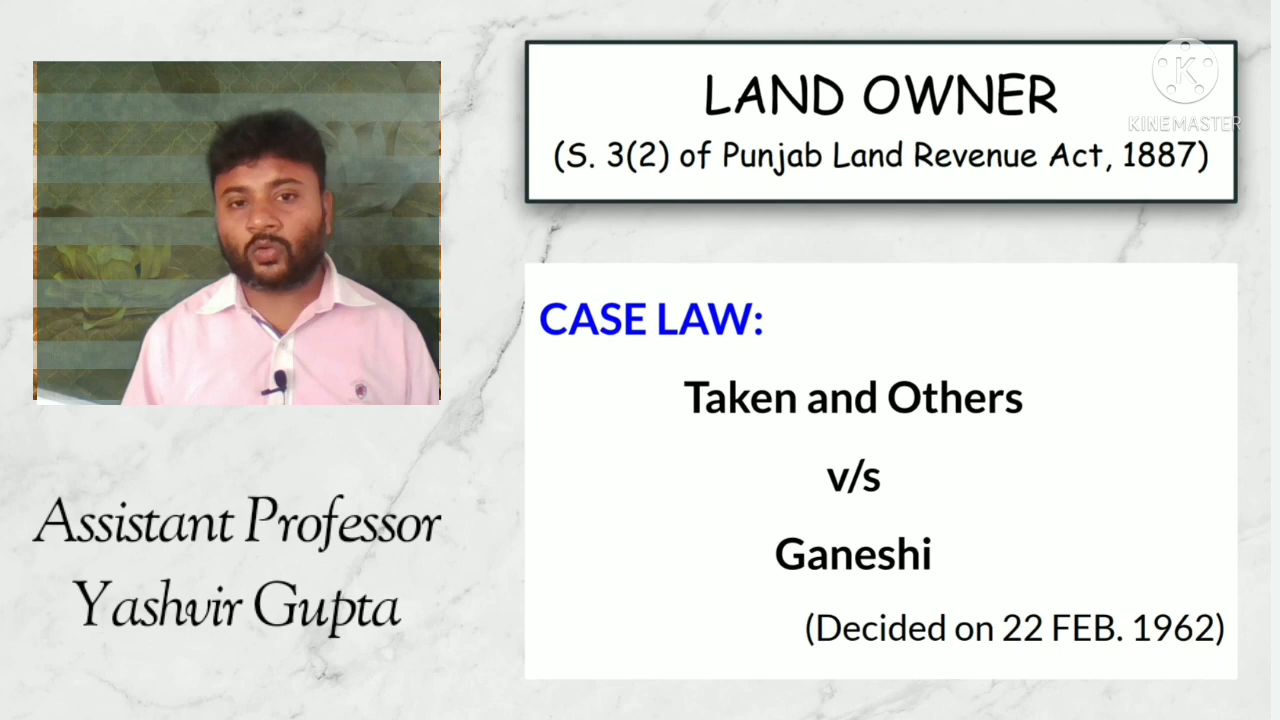 LAND OWNER
(S. 3(2) of Punjab Land Revenue Act, 1887)
K
KINEMASTER
CASE LAW:
Taken and Others
v/s
Ganeshi
(Decided on 22 FEB. 1962)
Assistant Professor
Yashvir Gupta